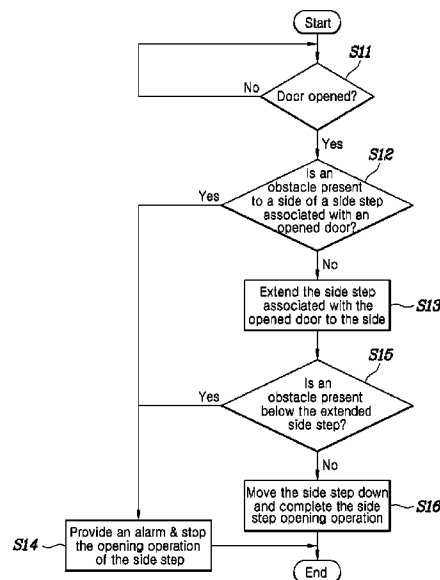 Start
S11
No
Door opened?
Yes
S12
Is an
obstacle present
to a side of a side step
associated with an
opened door?
Yes
No
Extend the side step
associated with the
opened door to the side
S13
S15
Is an
obstacle present
below the extended
side step?
Yes
No
Move the side step down
and complete the side
step opening operation
S16
S14
Provide an alarm & stop
the opening operation
of the side step
End